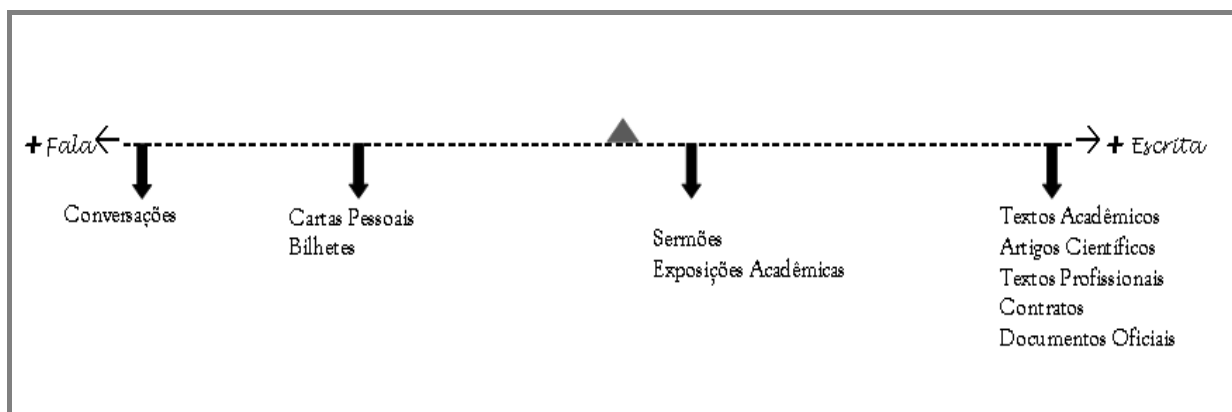 + Fala
+ Escrita
Conversações
Cartas Pessoais
Bilhetes
Sermões
Exposições Acadêmicas
Textos Acadêmicos
Artigos Científicos
Textos Profissionais
Contratos
Documentos Oficiais